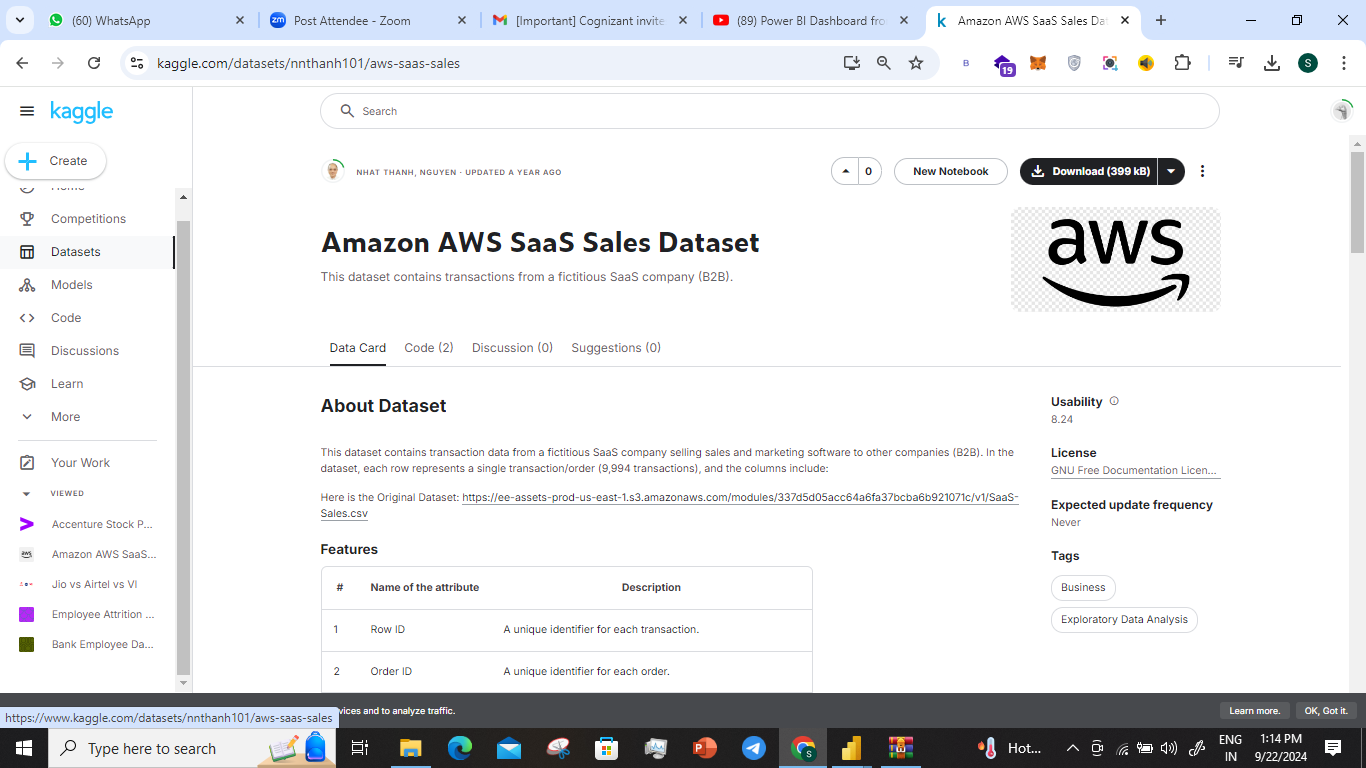 (60) WhatsApp
Post Attendee - Zoom
[Important] Cognizant invite
(89) Power BI Dashboard fro
Amazon AWS SaaS Sales Dat
kaggle.com/datasets/nnthanh101/aws-saas-sales
B
19
S
kaggle
Search
Create
Home
Competitions
Datasets
Models
Code
Discussions
Learn
More
Your Work
VIEWED
Accenture Stock P...
Amazon AWS SaaS...
Jio vs Airtel vs VI
Employee Attrition ...
Bank Employee Da...
NHAT THANH, NGUYEN · UPDATED A YEAR AGO
0
New Notebook
Download (399 kB)
Amazon AWS SaaS Sales Dataset
This dataset contains transactions from a fictitious SaaS company (B2B).
aws
Data Card
Code (2)
Discussion (0)
Suggestions (0)
About Dataset
This dataset contains transaction data from a fictitious SaaS company selling sales and marketing software to other companies (B2B). In the
dataset, each row represents a single transaction/order (9,994 transactions), and the columns include:
Here is the Original Dataset: https://ee-assets-prod-us-east-1.s3.amazonaws.com/modules/337d5d05acc64a6fa37bcba6b921071c/v1/SaaS-
Sales.csv
Features
# Name of the attribute Description
1 Row ID A unique identifier for each transaction.
2 Order ID A unique identifier for each order.
Usability
8.24
License
GNU Free Documentation Licen...
Expected update frequency
Never
Tags
Business
Exploratory Data Analysis
vices and to analyze traffic.
Learn more.
OK, Got it.
https://www.kaggle.com/datasets/nnthanh101/aws-saas-sales
Type here to search
Hot...
ENG
IN
1:14 PM
9/22/2024